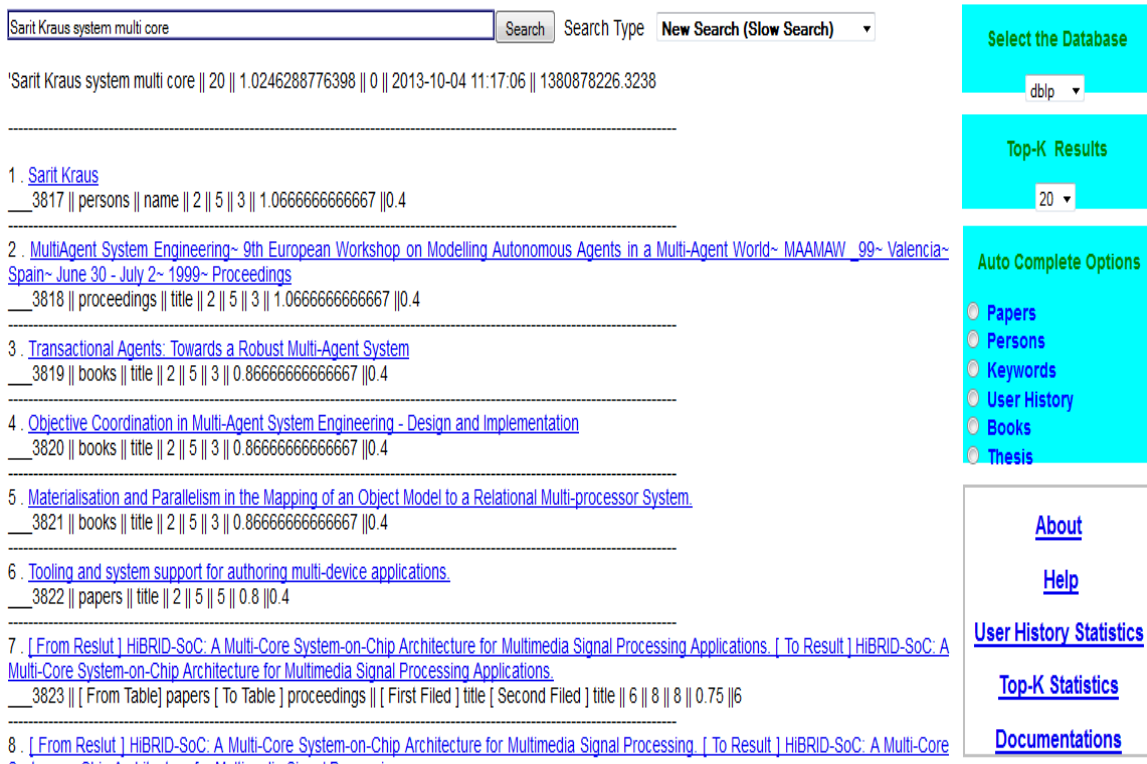 Sarit Kraus system multi core Search Search Type New Search (Slow Search)
'Sarit Kraus system multi core || 20 || 1.0246288776398 || 0 || 2013-10-04 11:17:06 || 1380878226.3238
1 . Sarit Kraus
___3817 || persons || name || 2 || 5 || 3 || 1.0666666666667 ||0.4
2 . MultiAgent System Engineering~ 9th European Workshop on Modelling Autonomous Agents in a Multi-Agent World~ MAAMAW _99~ Valencia~
Spain~ June 30 - July 2~ 1999~ Proceedings
___3818 || proceedings || title || 2 || 5 || 3 || 1.0666666666667 ||0.4
3 . Transactional Agents: Towards a Robust Multi-Agent System
___3819 || books || title || 2 || 5 || 3 || 0.86666666666667 ||0.4
4 . Objective Coordination in Multi-Agent System Engineering - Design and Implementation
___3820 || books || title || 2 || 5 || 3 || 0.86666666666667 ||0.4
5 . Materialisation and Parallelism in the Mapping of an Object Model to a Relational Multi-processor System.
___3821 || books || title || 2 || 5 || 3 || 0.86666666666667 ||0.4
6 . Tooling and system support for authoring multi-device applications.
___3822 || papers || title || 2 || 5 || 5 || 0.8 ||0.4
7 . [ From Reslut ] HiBRID-SoC: A Multi-Core System-on-Chip Architecture for Multimedia Signal Processing Applications. [ To Result ] HiBRID-SoC: A
Multi-Core System-on-Chip Architecture for Multimedia Signal Processing Applications.
___3823 || [ From Table] papers [ To Table ] proceedings || [ First Filed ] title [ Second Filed ] title || 6 || 8 || 8 || 0.75 ||6
8 . [ From Reslut ] HiBRID-SoC: A Multi-Core System-on-Chip Architecture for Multimedia Signal Processing. [ To Result ] HiBRID-SoC: A Multi-Core
Select the Database
dblp
Top-K Results
20
Auto Complete Options
Papers
Persons
Keywords
User History
Books
Thesis
About
Help
User History Statistics
Top-K Statistics
Documentations